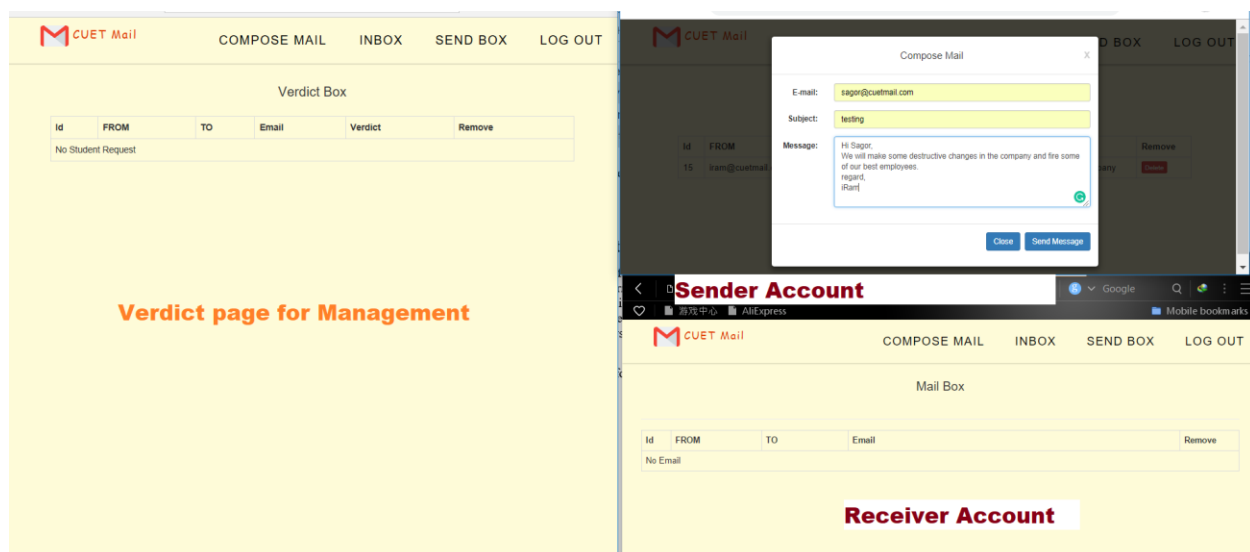 CUET Mail
COMPOSE MAIL INBOX SEND BOX LOG OUT
Verdict Box
Id FROM TO Email Verdict Remove
No Student Request
Verdict page for Management
CUET Mail
D BOX LOG OUT
Compose Mail X
E-mail: sagor@cuetmail.com
Subject: testing
Message: Hi Sagor,
We will make some destructive changes in the company and fire some
of our best employees.
regard,
iRam
Id FROM Remove
15 iram@cuetmail pany Delete
Close Send Message
Sender Account
Google
游戏中心 AliExpress Mobile bookmarks
CUET Mail
COMPOSE MAIL INBOX SEND BOX LOG OUT
Mail Box
Id FROM TO Email Remove
No Email
Receiver Account